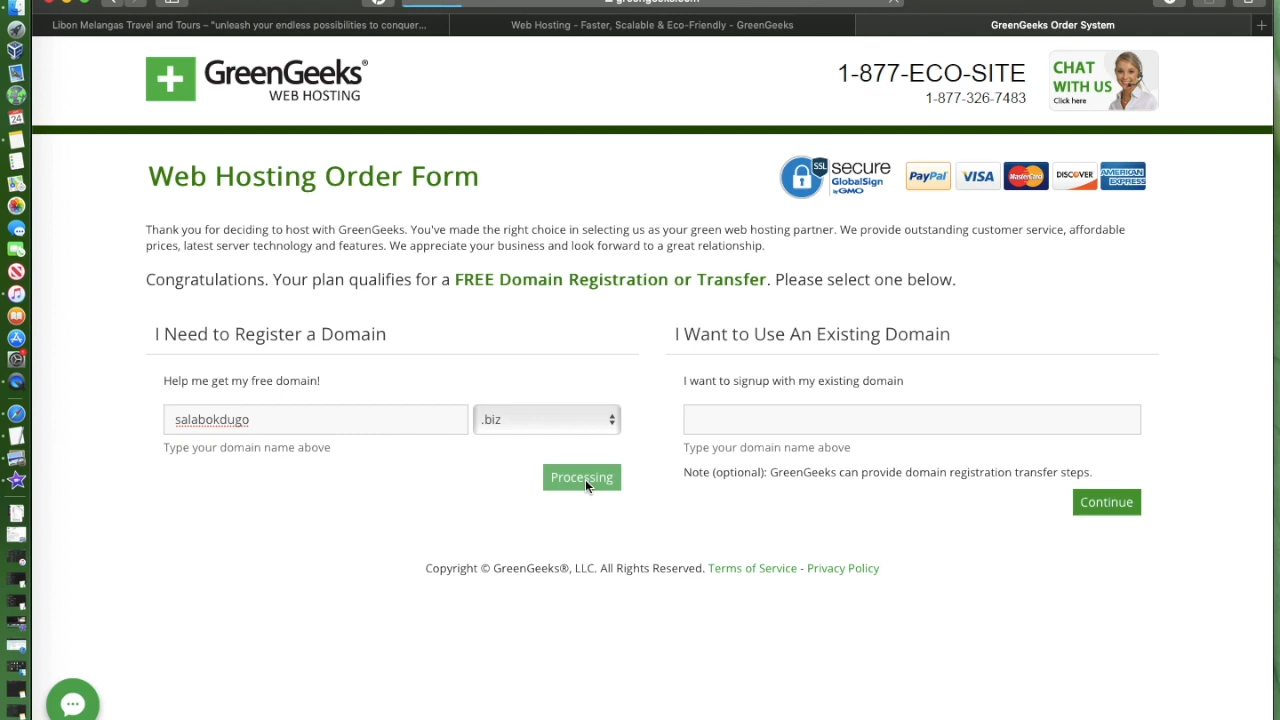 greengeeks.com
Libon Melangas Travel and Tours – "unleash your endless possibilities to conquer...
Web Hosting - Faster, Scalable & Eco-Friendly - GreenGeeks
GreenGeeks Order System
GreenGeeks®
WEB HOSTING
1-877-ECO-SITE
1-877-326-7483
CHAT
WITH US
Click here
Web Hosting Order Form
SSL
secure
GlobalSign
by GMO
PayPal
VISA
MasterCard
DISCOVER
AMERICAN
EXPRESS
Thank you for deciding to host with GreenGeeks. You've made the right choice in selecting us as your green web hosting partner. We provide outstanding customer service, affordable
prices, latest server technology and features. We appreciate your business and look forward to a great relationship.
Congratulations. Your plan qualifies for a FREE Domain Registration or Transfer. Please select one below.
I Need to Register a Domain
Help me get my free domain!
salabokdugo
.biz
Type your domain name above
Processing
I Want to Use An Existing Domain
I want to signup with my existing domain
Type your domain name above
Note (optional): GreenGeeks can provide domain registration transfer steps.
Continue
Copyright © GreenGeeks®, LLC. All Rights Reserved. Terms of Service - Privacy Policy
24